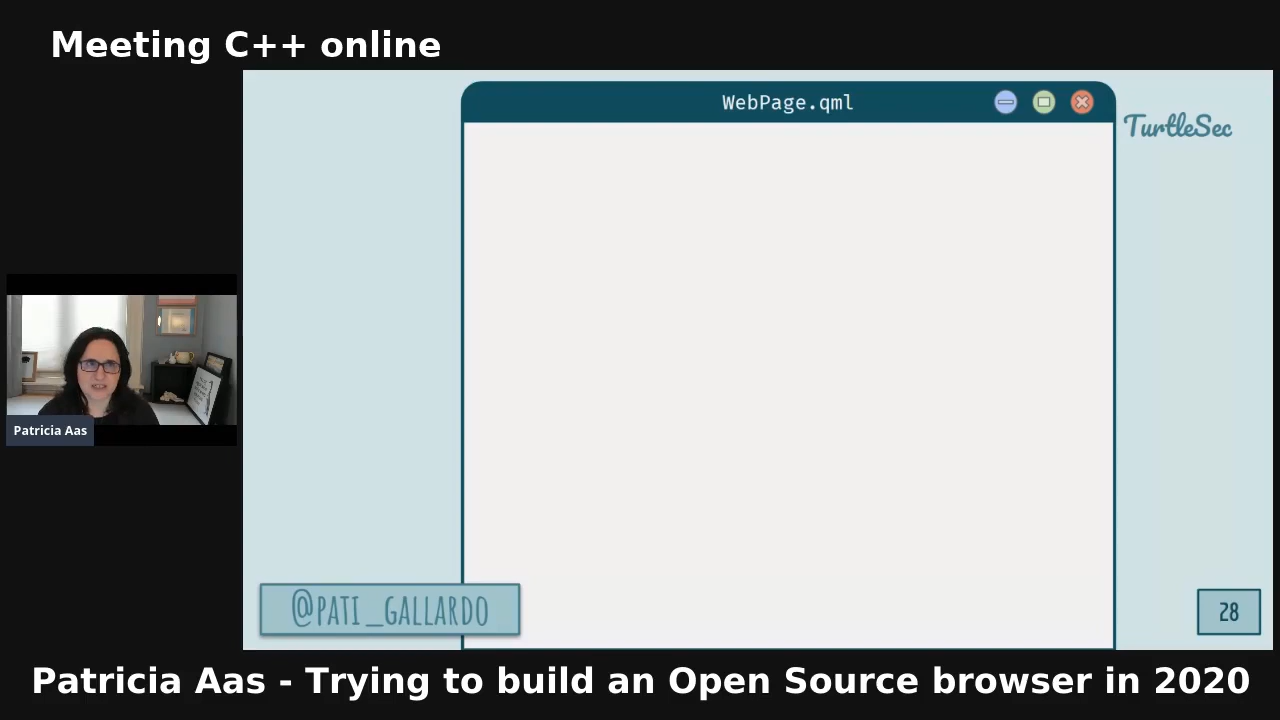 Meeting C++ online
WebPage.qml
TurtleSec
Patricia Aas
@PATI_GALLARDO
28
Patricia Aas - Trying to build an Open Source browser in 2020